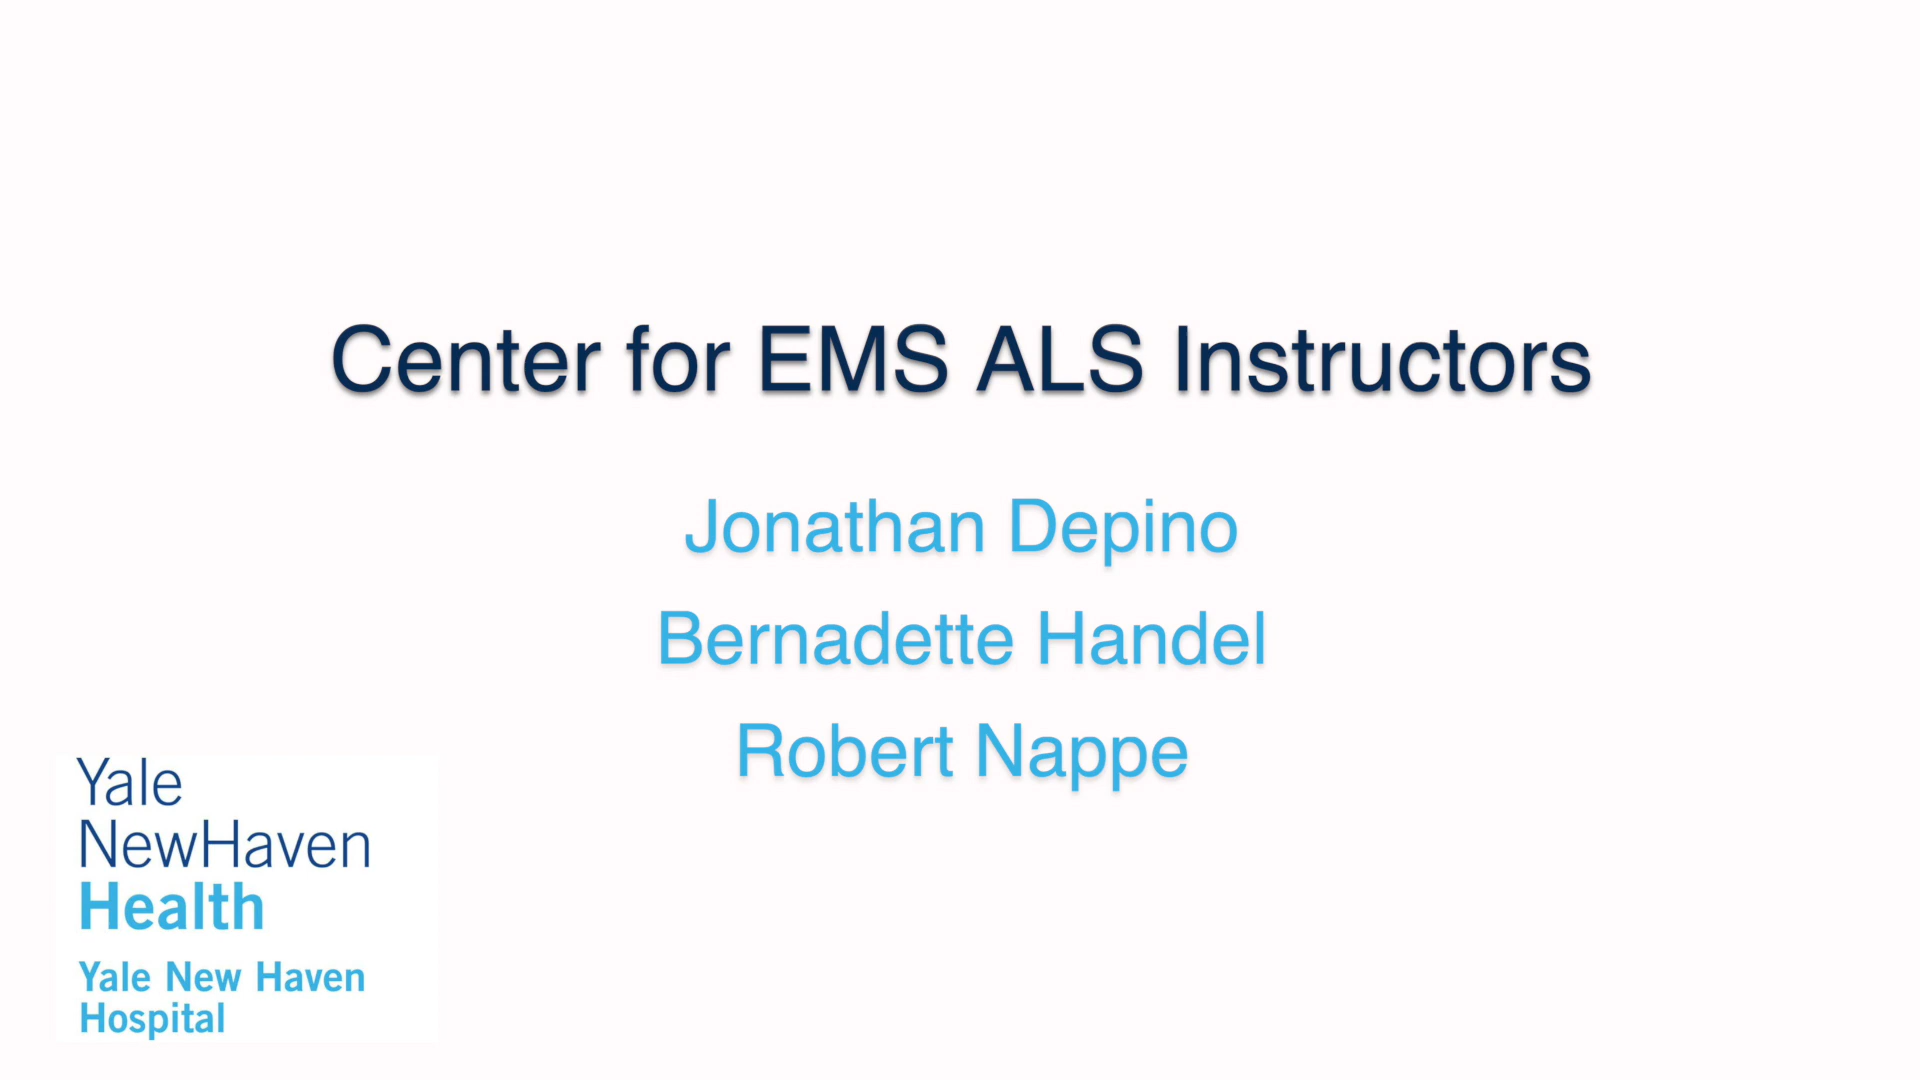 Center for EMS ALS Instructors
Jonathan Depino
Bernadette Handel
Robert Nappe
Yale
NewHaven
Health
Yale New Haven
Hospital